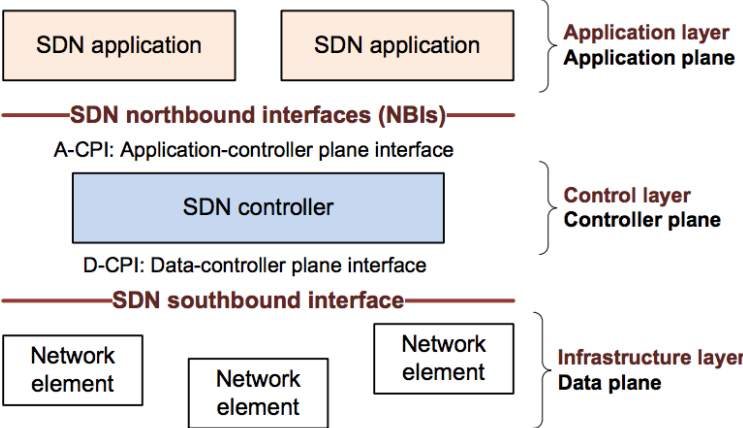 SDN application
SDN application
Application layer
Application plane
SDN northbound interfaces (NBIs)
A-CPI: Application-controller plane interface
SDN controller
Control layer
Controller plane
D-CPI: Data-controller plane interface
SDN southbound interface
Network
element
Network
element
Network
element
Infrastructure layer
Data plane